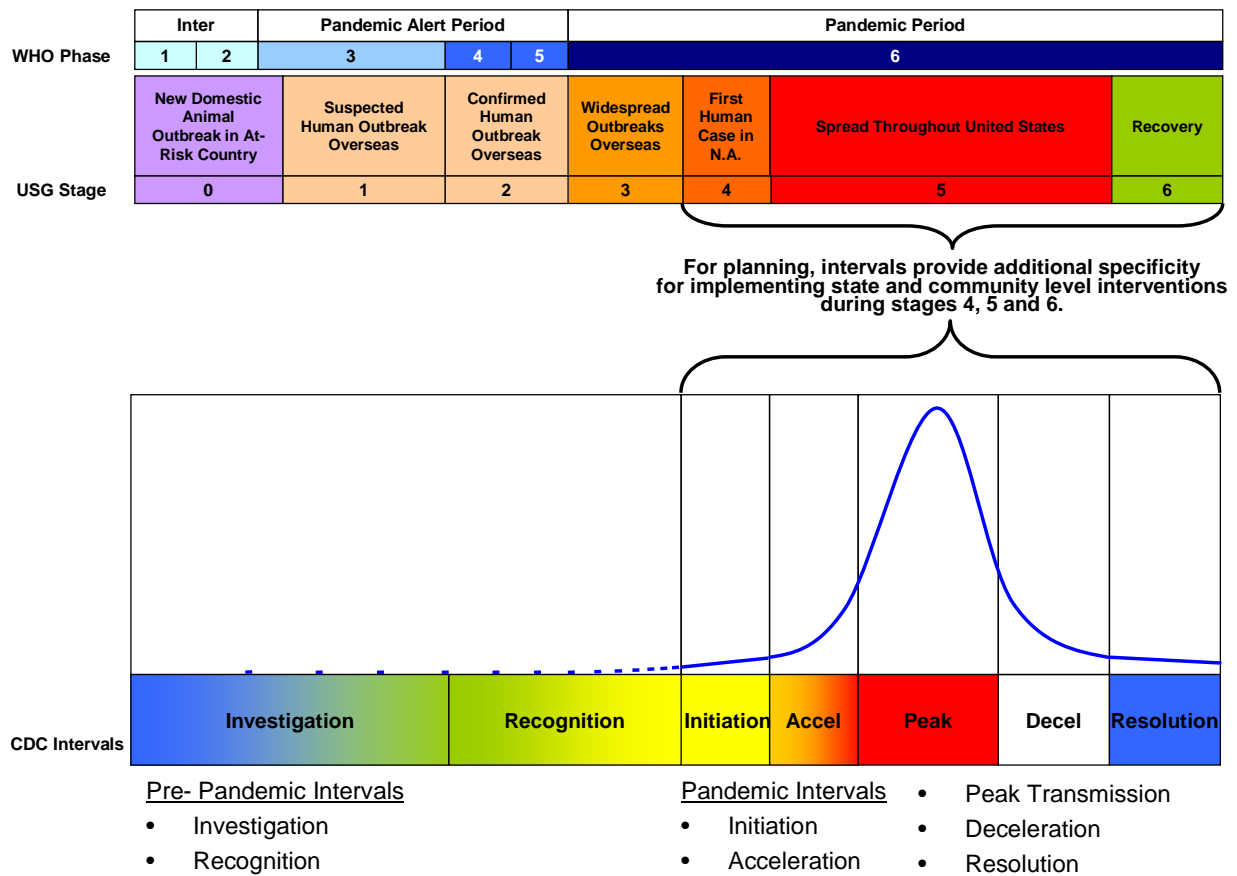 Inter
Pandemic Alert Period
Pandemic Period
WHO Phase
1
2
3
4
5
6
New Domestic
Animal
Outbreak in At-
Risk Country
Suspected
Human Outbreak
Overseas
Confirmed
Human
Outbreak
Overseas
Widespread
Outbreaks
Overseas
First
Human
Case in
N.A.
Spread Throughout United States
Recovery
USG Stage
0
1
2
3
4
5
6
For planning, intervals provide additional specificity
for implementing state and community level interventions
during stages 4, 5 and 6.
CDC Intervals
Investigation
Recognition
Initiation
Accel
Peak
Decel
Resolution
Pre- Pandemic Intervals
• Investigation
• Recognition
Pandemic Intervals
• Initiation
• Acceleration
• Peak Transmission
• Deceleration
• Resolution